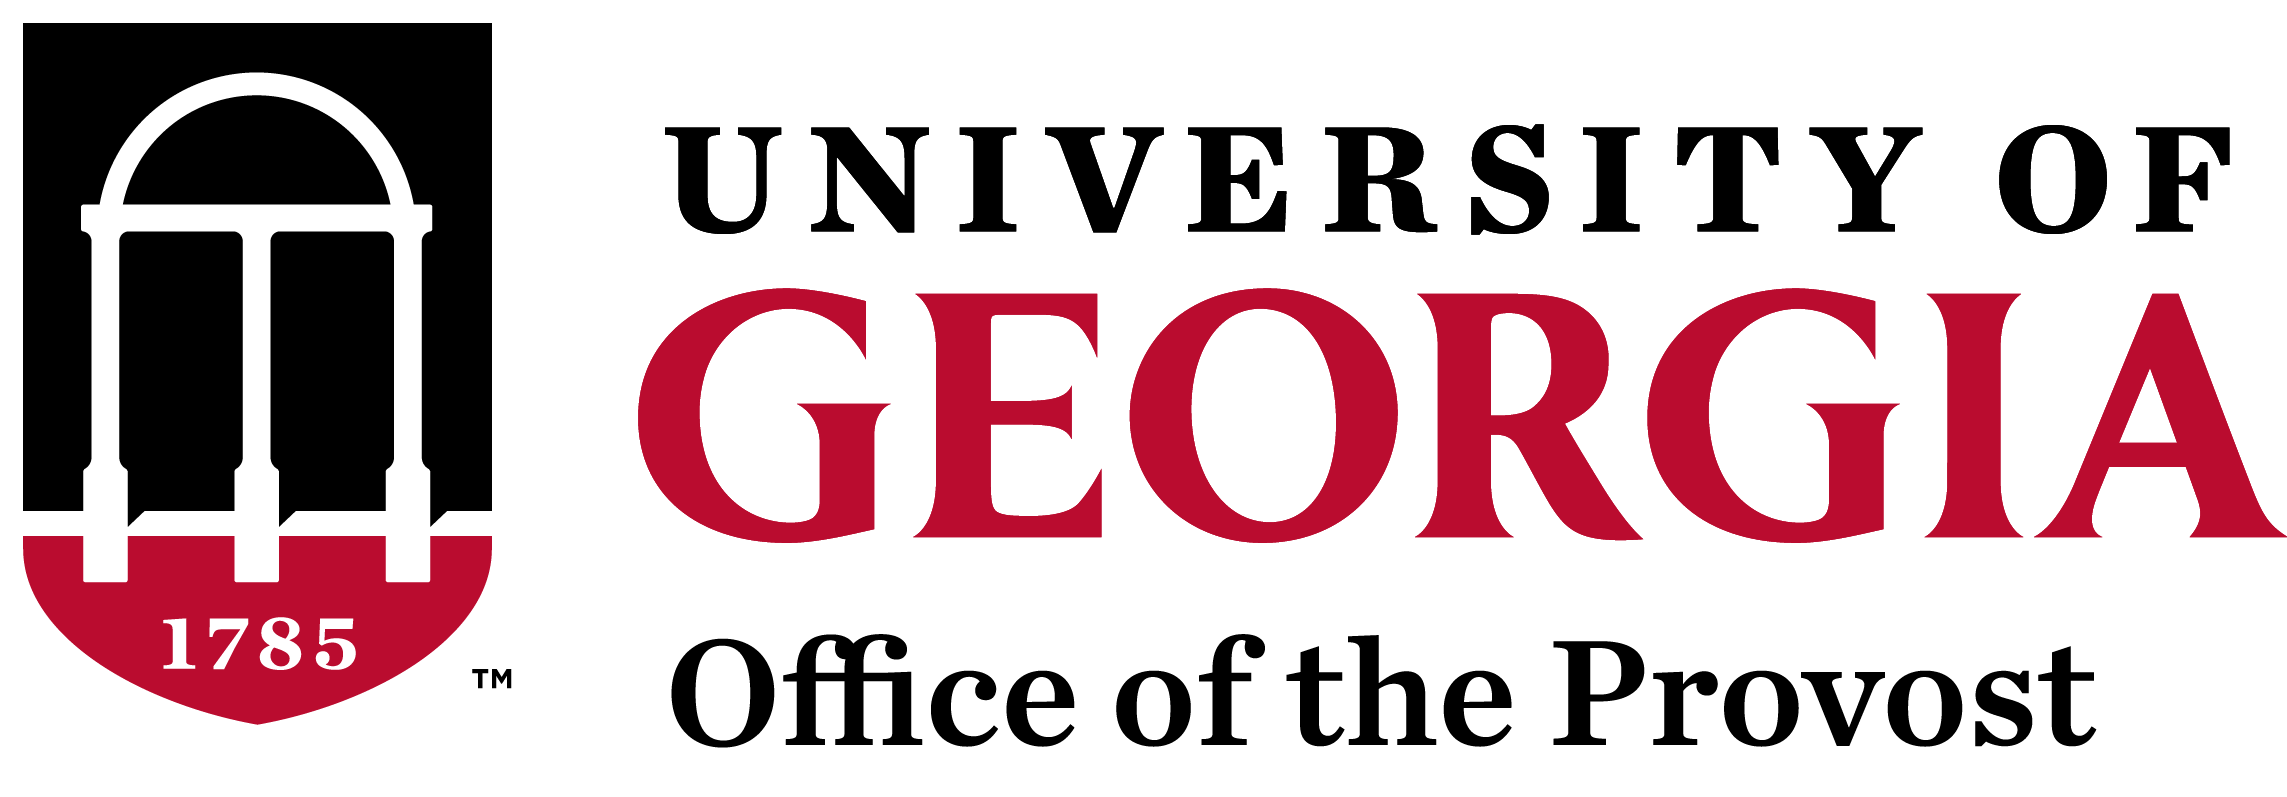 1785
TM
UNIVERSITY OF
GEORGIA
Office of the Provost